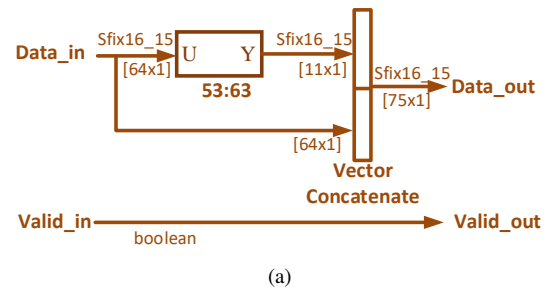 Sfix16_15 Sfix16_15
Data_in U Y
[64x1] [11x1] Sfix16_15
53:63 Data_out
[75x1]
[64x1]
Vector
Concatenate
Valid_in Valid_out
boolean
(a)